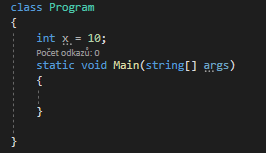 class Program
{
int x = 10;
Počet odkazů: 0
static void Main(string[] args)
{
}
}